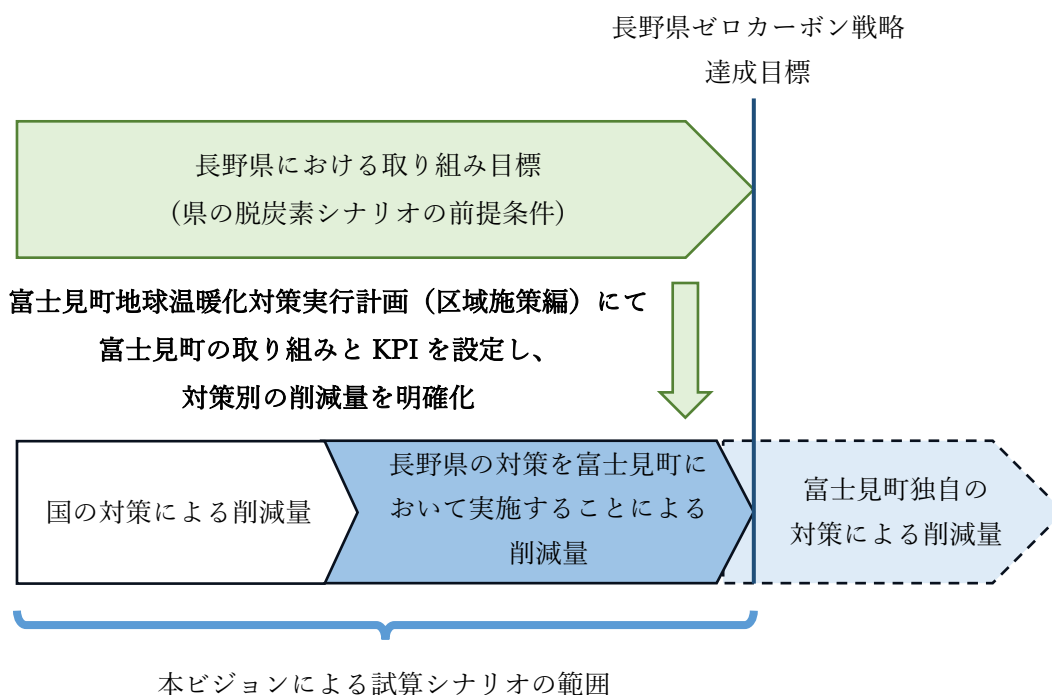 長野県ゼロカーボン戦略
達成目標
長野県における取り組み目標
（県の脱炭素シナリオの前提条件）
富士見町地球温暖化対策実行計画（区域施策編）にて
富士見町の取り組みと KPI を設定し、
対策別の削減量を明確化
国の対策による削減量
長野県の対策を富士見町に
おいて実施することによる
削減量
富士見町独自の
対策による削減量
本ビジョンによる試算シナリオの範囲